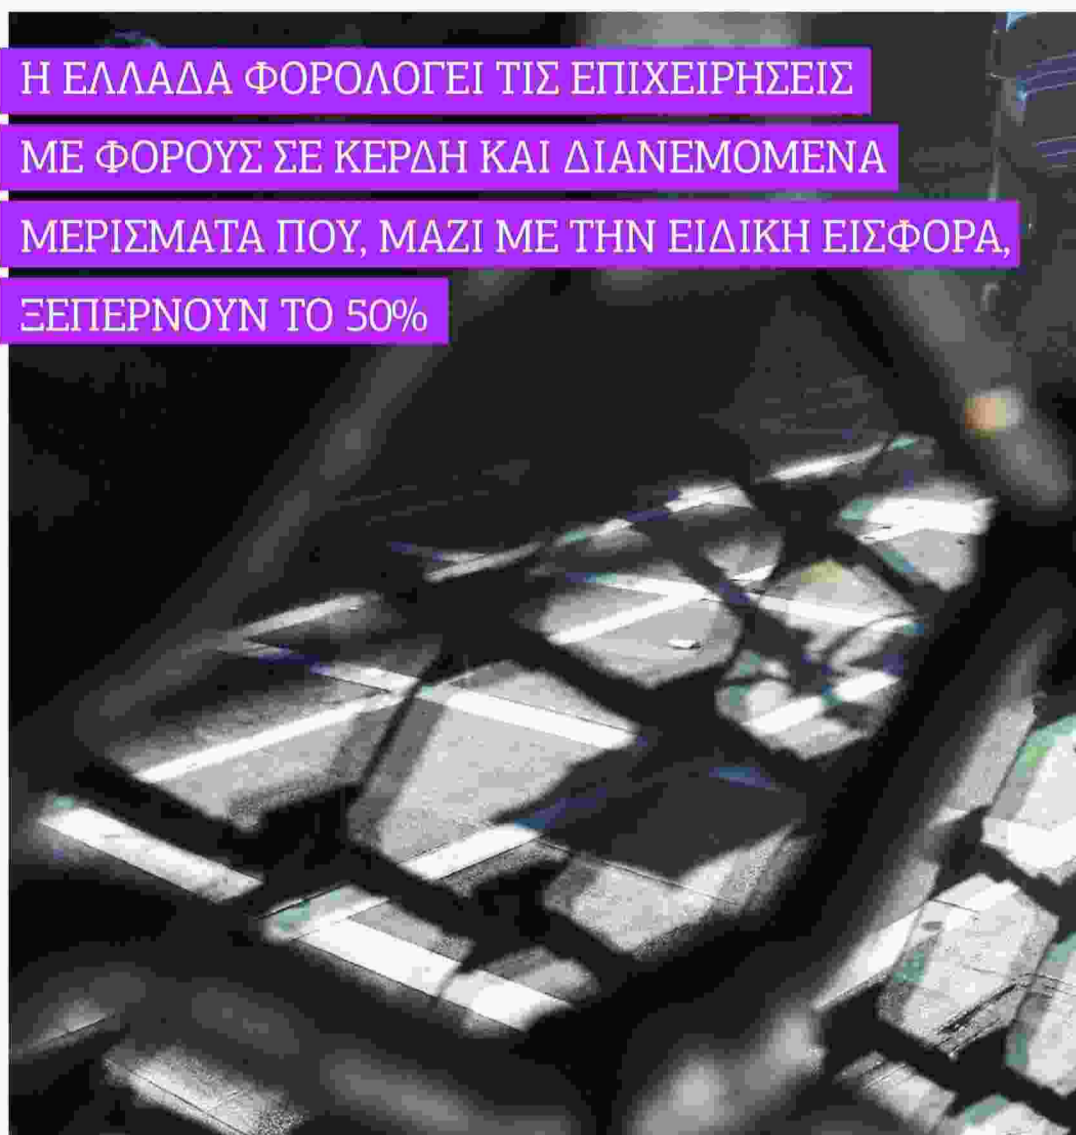 Η ΕΛΛΑΔΑ ΦΟΡΟΛΟΓΕΙ ΤΙΣ ΕΠΙΧΕΙΡΗΣΕΙΣ
ΜΕ ΦΟΡΟΥΣ ΣΕ ΚΕΡΔΗ ΚΑΙ ΔΙΑΝΕΜΟΜΕΝΑ
ΜΕΡΙΣΜΑΤΑ ΠΟΥ, ΜΑΖΙ ΜΕ ΤΗΝ ΕΙΔΙΚΗ ΕΙΣΦΟΡΑ,
ΞΕΠΕΡΝΟΥΝ ΤΟ 50%